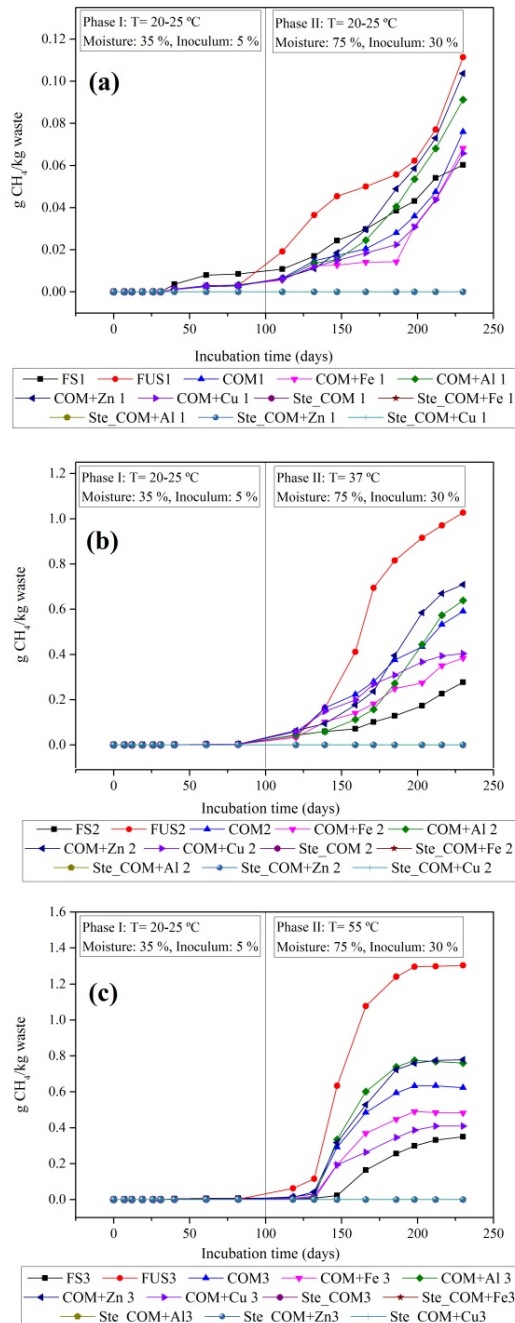 Phase I: T= 20-25 ºC
Moisture: 35 %, Inoculum: 5 %
Phase II: T= 20-25 ºC
Moisture: 75 %, Inoculum: 30 %
(a)
g CH₄/kg waste
0.12
0.10
0.08
0.06
0.04
0.02
0.00
0 50 100 150 200 250
Incubation time (days)
FS1 FUS1 COM1 COM+Fe 1 COM+Al 1
COM+Zn 1 COM+Cu 1 Ste_COM 1 Ste_COM+Fe 1
Ste_COM+Al 1 Ste_COM+Zn 1 Ste_COM+Cu 1
Phase I: T= 20-25 ºC
Moisture: 35 %, Inoculum: 5 %
Phase II: T= 37 ºC
Moisture: 75 %, Inoculum: 30 %
(b)
g CH₄/kg waste
1.2
1.0
0.8
0.6
0.4
0.2
0.0
0 50 100 150 200 250
Incubation time (days)
FS2 FUS2 COM2 COM+Fe 2 COM+Al 2
COM+Zn 2 COM+Cu 2 Ste_COM 2 Ste_COM+Fe 2
Ste_COM+Al 2 Ste_COM+Zn 2 Ste_COM+Cu 2
Phase I: T= 20-25 ºC
Moisture: 35 %, Inoculum: 5 %
Phase II: T= 55 ºC
Moisture: 75 %, Inoculum: 30 %
(c)
g CH₄/kg waste
1.6
1.4
1.2
1.0
0.8
0.6
0.4
0.2
0.0
0 50 100 150 200 250
Incubation time (days)
FS3 FUS3 COM3 COM+Fe 3 COM+Al 3
COM+Zn 3 COM+Cu 3 Ste_COM3 Ste_COM+Fe3
Ste_COM+Al3 Ste_COM+Zn3 Ste_COM+Cu3